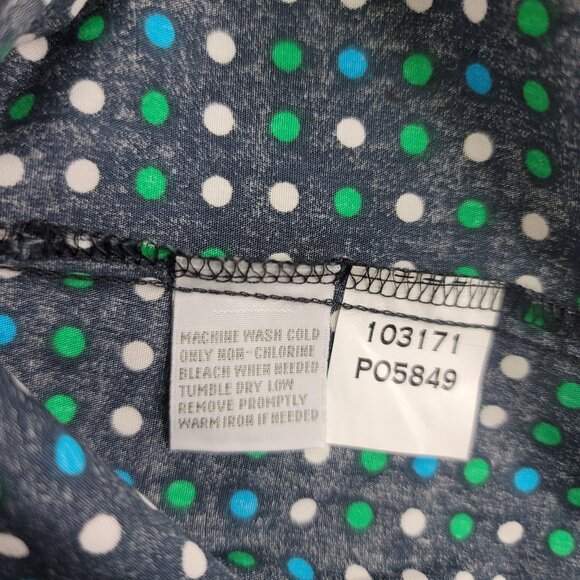 MACHINE WASH COLD
ONLY NON-CHLORINE
BLEACH WHEN NEEDED
TUMBLE DRY LOW
REMOVE PROMPTLY
WARM IRON IF NEEDED
103171
PO5849